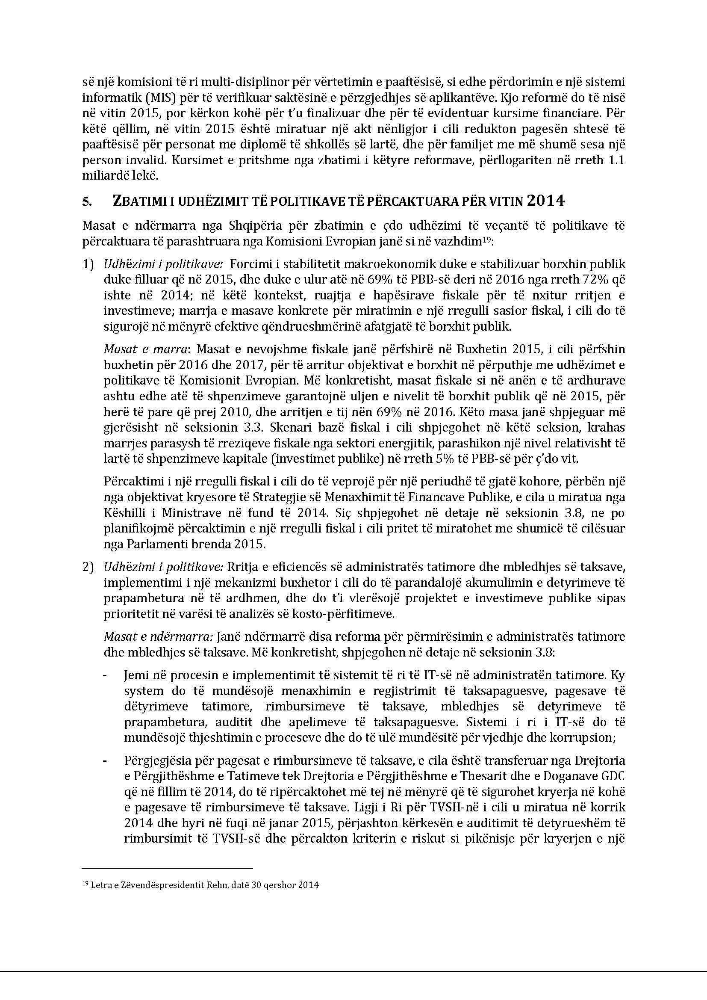 së një komisioni të ri multi-disiplinor për vërtetimin e paaftësisë, si edhe përdorimin e një sistemi
informatik (MIS) për të verifikuar saktësinë e përzgjedhjes së aplikantëve. Kjo reformë do të nisë
në vitin 2015, por kërkon kohë për t’u finalizuar dhe për të evidentuar kursime financiare. Për
këtë qëllim, në vitin 2015 është miratuar një akt nënligjor i cili redukton pagesën shtesë të
paaftësisë për personat me diplomë të shkollës së lartë, dhe për familjet me më shumë sesa një
person invalid. Kursimet e pritshme nga zbatimi i këtyre reformave, përllogariten në rreth 1.1
miliardë lekë.
5. ZBATIMI I UDHËZIMIT TË POLITIKAVE TË PËRCAKTUARA PËR VITIN 2014
Masat e ndërmarra nga Shqipëria për zbatimin e çdo udhëzimi të veçantë të politikave të
përcaktuara të parashtruara nga Komisioni Evropian janë si në vazhdim19:
1) Udhëzimi i politikave: Forcimi i stabilitetit makroekonomik duke e stabilizuar borxhin publik
duke filluar që në 2015, dhe duke e ulur atë në 69% të PBB-së deri në 2016 nga rreth 72% që
ishte në 2014; në këtë kontekst, ruajtja e hapësirave fiskale për të nxitur rritjen e
investimeve; marrja e masave konkrete për miratimin e një rregulli sasior fiskal, i cili do të
sigurojë në mënyrë efektive qëndrueshmërinë afatgjatë të borxhit publik.
Masat e marra: Masat e nevojshme fiskale janë përfshirë në Buxhetin 2015, i cili përfshin
buxhetin për 2016 dhe 2017, për të arritur objektivat e borxhit në përputhje me udhëzimet e
politikave të Komisionit Evropian. Më konkretisht, masat fiskale si në anën e të ardhurave
ashtu edhe atë të shpenzimeve garantojnë uljen e nivelit të borxhit publik që në 2015, për
herë të pare që prej 2010, dhe arritjen e tij nën 69% në 2016. Këto masa janë shpjeguar më
gjerësisht në seksionin 3.3. Skenari bazë fiskal i cili shpjegohet në këtë seksion, krahas
marrjes parasysh të rreziqeve fiskale nga sektori energjitik, parashikon një nivel relativisht të
lartë të shpenzimeve kapitale (investimet publike) në rreth 5% të PBB-së për ç’do vit.
Përcaktimi i një rregulli fiskal i cili do të veprojë për një periudhë të gjatë kohore, përbën një
nga objektivat kryesore të Strategjie së Menaxhimit të Financave Publike, e cila u miratua nga
Këshilli i Ministrave në fund të 2014. Siç shpjegohet në detaje në seksionin 3.8, ne po
planifikojmë përcaktimin e një rregulli fiskal i cili pritet të miratohet me shumicë të cilësuar
nga Parlamenti brenda 2015.
2) Udhëzimi i politikave: Rritja e eficiencës së administratës tatimore dhe mbledhjes së taksave,
implementimi i një mekanizmi buxhetor i cili do të parandalojë akumulimin e detyrimeve të
prapambetura në të ardhmen, dhe do t’i vlerësojë projektet e investimeve publike sipas
prioritetit në varësi të analizës së kosto-përfitimeve.
Masat e ndërmarra: Janë ndërmarrë disa reforma për përmirësimin e administratës tatimore
dhe mbledhjes së taksave. Më konkretisht, shpjegohen në detaje në seksionin 3.8:
- Jemi në procesin e implementimit të sistemit të ri të IT-së në administratën tatimore. Ky
system do të mundësojë menaxhimin e regjistrimit të taksapaguesve, pagesave të
dëtyrimeve tatimore, rimbursimeve të taksave, mbledhjes së detyrimeve të
prapambetura, auditit dhe apelimeve të taksapaguesve. Sistemi i ri i IT-së do të
mundësojë thjeshtimin e proceseve dhe do të ulë mundësitë për vjedhje dhe korrupsion;
- Përgjegjësia për pagesat e rimbursimeve të taksave, e cila është transferuar nga Drejtoria
e Përgjithëshme e Tatimeve tek Drejtoria e Përgjithëshme e Thesarit dhe e Doganave GDC
që në fillim të 2014, do të ripërcaktohet më tej në mënyrë që të sigurohet kryerja në kohë
e pagesave të rimbursimeve të taksave. Ligji i Ri për TVSH-në i cili u miratua në korrik
2014 dhe hyri në fuqi në janar 2015, përjashton kërkesën e auditimit të detyrueshëm të
rimbursimit të TVSH-së dhe përcakton kriterin e riskut si pikënisje për kryerjen e një
19 Letra e Zëvendëspresidentit Rehn, datë 30 qershor 2014